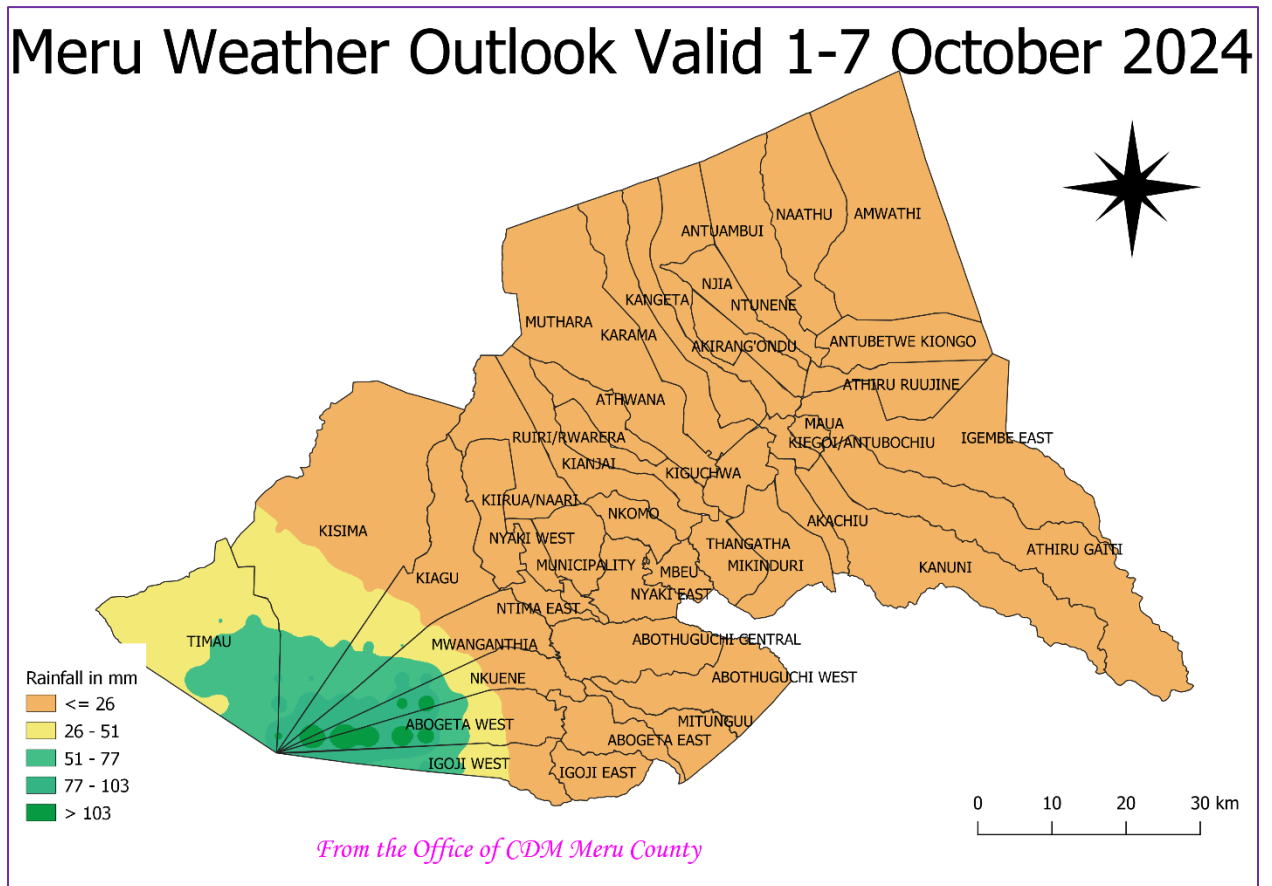 Meru Weather Outlook Valid 1-7 October 2024
NAATHU
AMWATHI
ANTUAMBUI
NJIA
KANGETA
NTUNENE
MUTHARA
KARAMA
AKIRANG'ONDU
ANTUBETWE KIONGO
ATHIRU RUUJINE
ATHWANA
MAUA
RUIRI/RWARERA
KIEGOI/ANTUBOCHIU
IGEMBE EAST
KIANJAI
KIGUCHWA
KIIRUA/NAARI
NKOMO
AKACHIU
KISIMA
NYAKI WEST
THANGATHA
ATHIRU GAITI
MUNICIPALITY
MBEU
MIKINDURI
KANUNI
KIAGU
NYAKI EAST
NTIMA EAST
TIMAU
MWANGANTHIA
ABOTHUGUCHI CENTRAL
NKUENE
ABOTHUGUCHI WEST
ABOGETA WEST
MITUNGUU
ABOGETA EAST
IGOJI WEST
IGOJI EAST
Rainfall in mm
<= 26
26 - 51
51 - 77
77 - 103
> 103
0 10 20 30 km
From the Office of CDM Meru County